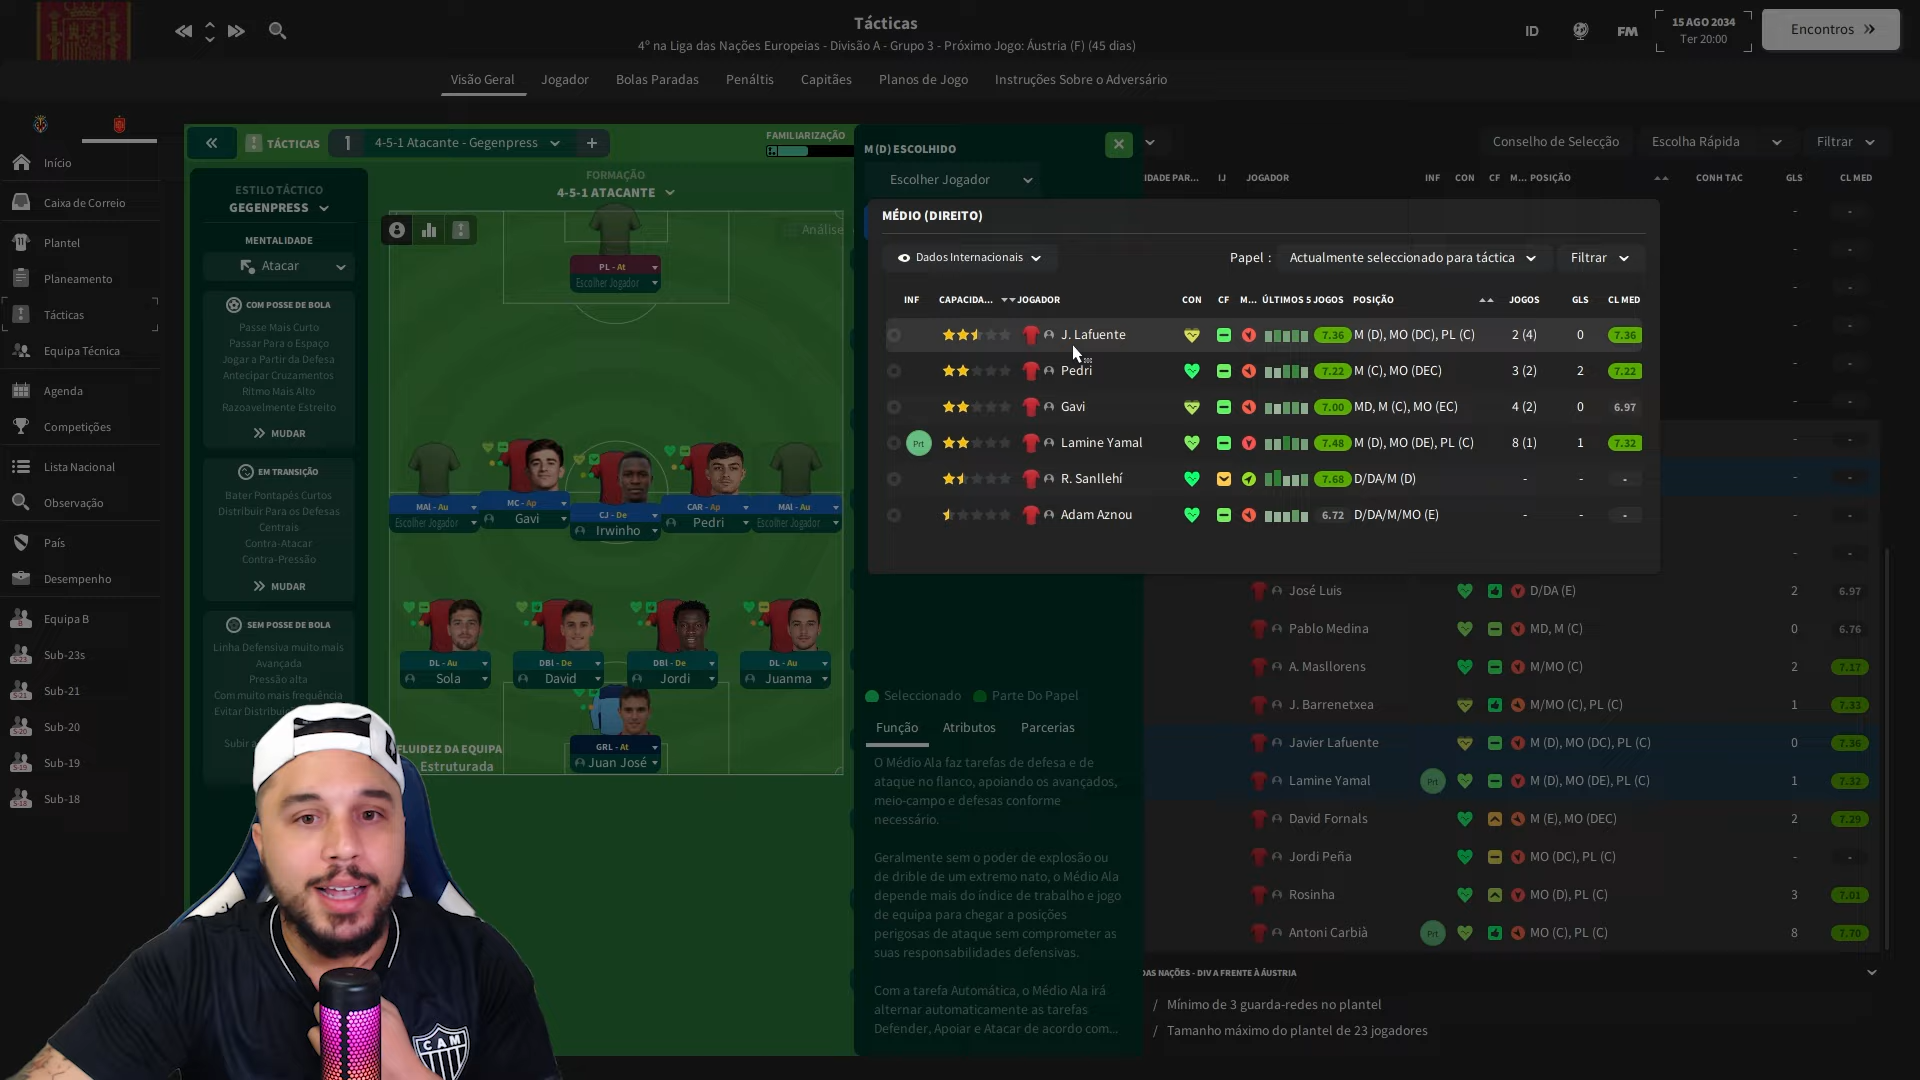 Tácticas
4º na Liga das Nações Europeias - Divisão A - Grupo 3 - Próximo Jogo: Áustria (F) (45 dias)
ID
FM
15 AGO 2034
Ter 20:00
Encontros
Visão Geral
Jogador
Bolas Paradas
Penáltis
Capitães
Planos de Jogo
Instruções Sobre o Adversário
Início
Caixa de Correio
Plantel
Planeamento
Tácticas
Equipa Técnica
Agenda
Competições
Lista Nacional
Observação
País
Desempenho
Equipa B
Sub-23s
Sub-21
Sub-20
Sub-19
Sub-18
TÁCTICAS
1
4-5-1 Atacante - Gegenpress
FAMILIARIZAÇÃO
ESTILO TÁCTICO
GEGENPRESS
MENTALIDADE
Atacar
COM POSSE DE BOLA
Passe Mais Curto
Passar Para o Espaço
Jogar a Partir da Defesa
Antecipar Cruzamentos
Ritmo Mais Alto
Razoavelmente Estreito
MUDAR
EM TRANSIÇÃO
Bater Pontapés Curtos
Distribuir Para os Defesas
Centrais
Contra-Atacar
Contra-Pressão
MUDAR
SEM POSSE DE BOLA
Linha Defensiva muito mais
Avançada
Pressão alta
Com muito mais frequência
Evitar Distribui
Subir
FORMAÇÃO
4-5-1 ATACANTE
Análise
PL - At
Escolher Jogador
MAl - Au
Escolher Jogador
MC - Ap
Gavi
CJ - De
Irwinho
CAR - Ap
Pedri
MAl - Au
Escolher Jogador
DL - Au
Sola
DBl - De
David
DBl - De
Jordi
DL - Au
Juanma
GRL - At
Juan José
FLUIDEZ DA EQUIPA
Estruturada
M (D) ESCOLHIDO
Escolher Jogador
Conselho de Selecção
Escolha Rápida
Filtrar
IDADE PAR...
IJ
JOGADOR
INF
CON
CF
M...
POSIÇÃO
CONH TAC
GLS
CL MED
MÉDIO (DIREITO)
Dados Internacionais
Papel :
Actualmente seleccionado para táctica
Filtrar
INF CAPACIDA... JOGADOR CON CF M... ÚLTIMOS 5 JOGOS POSIÇÃO JOGOS GLS CL MED
J. Lafuente 7.36 M (D), MO (DC), PL (C) 2 (4) 0 7.36
Pedri 7.22 M (C), MO (DEC) 3 (2) 2 7.22
Gavi 7.00 MD, M (C), MO (EC) 4 (2) 0 6.97
Prt Lamine Yamal 7.48 M (D), MO (DE), PL (C) 8 (1) 1 7.32
R. Sanllehí 7.68 D/DA/M (D) - - -
Adam Aznou 6.72 D/DA/M/MO (E) - - -
José Luis D/DA (E) 2 6.97
Pablo Medina MD, M (C) 0 6.76
A. Masllorens M/MO (C) 2 7.17
J. Barrenetxea M/MO (C), PL (C) 1 7.33
Javier Lafuente M (D), MO (DC), PL (C) 0 7.36
Lamine Yamal Prt M (D), MO (DE), PL (C) 1 7.32
David Fornals M (E), MO (DEC) 2 7.29
Jordi Peña MO (DC), PL (C) - -
Rosinha MO (D), PL (C) 3 7.01
Antoni Carbià Prt MO (C), PL (C) 8 7.70
Seleccionado
Parte Do Papel
Função
Atributos
Parcerias
O Médio Ala faz tarefas de defesa e de
ataque no flanco, apoiando os avançados,
meio-campo e defesas conforme
necessário.
Geralmente sem o poder de explosão ou
de drible de um extremo nato, o Médio Ala
depende mais do índice de trabalho e jogo
de equipa para chegar a posições
perigosas de ataque sem comprometer as
suas responsabilidades defensivas.
Com a tarefa Automática, o Médio Ala irá
alternar automaticamente as tarefas
Defender, Apoiar e Atacar de acordo com...
DAS NAÇÕES - DIV A FRENTE À ÁUSTRIA
/ Mínimo de 3 guarda-redes no plantel
/ Tamanho máximo do plantel de 23 jogadores
CAM